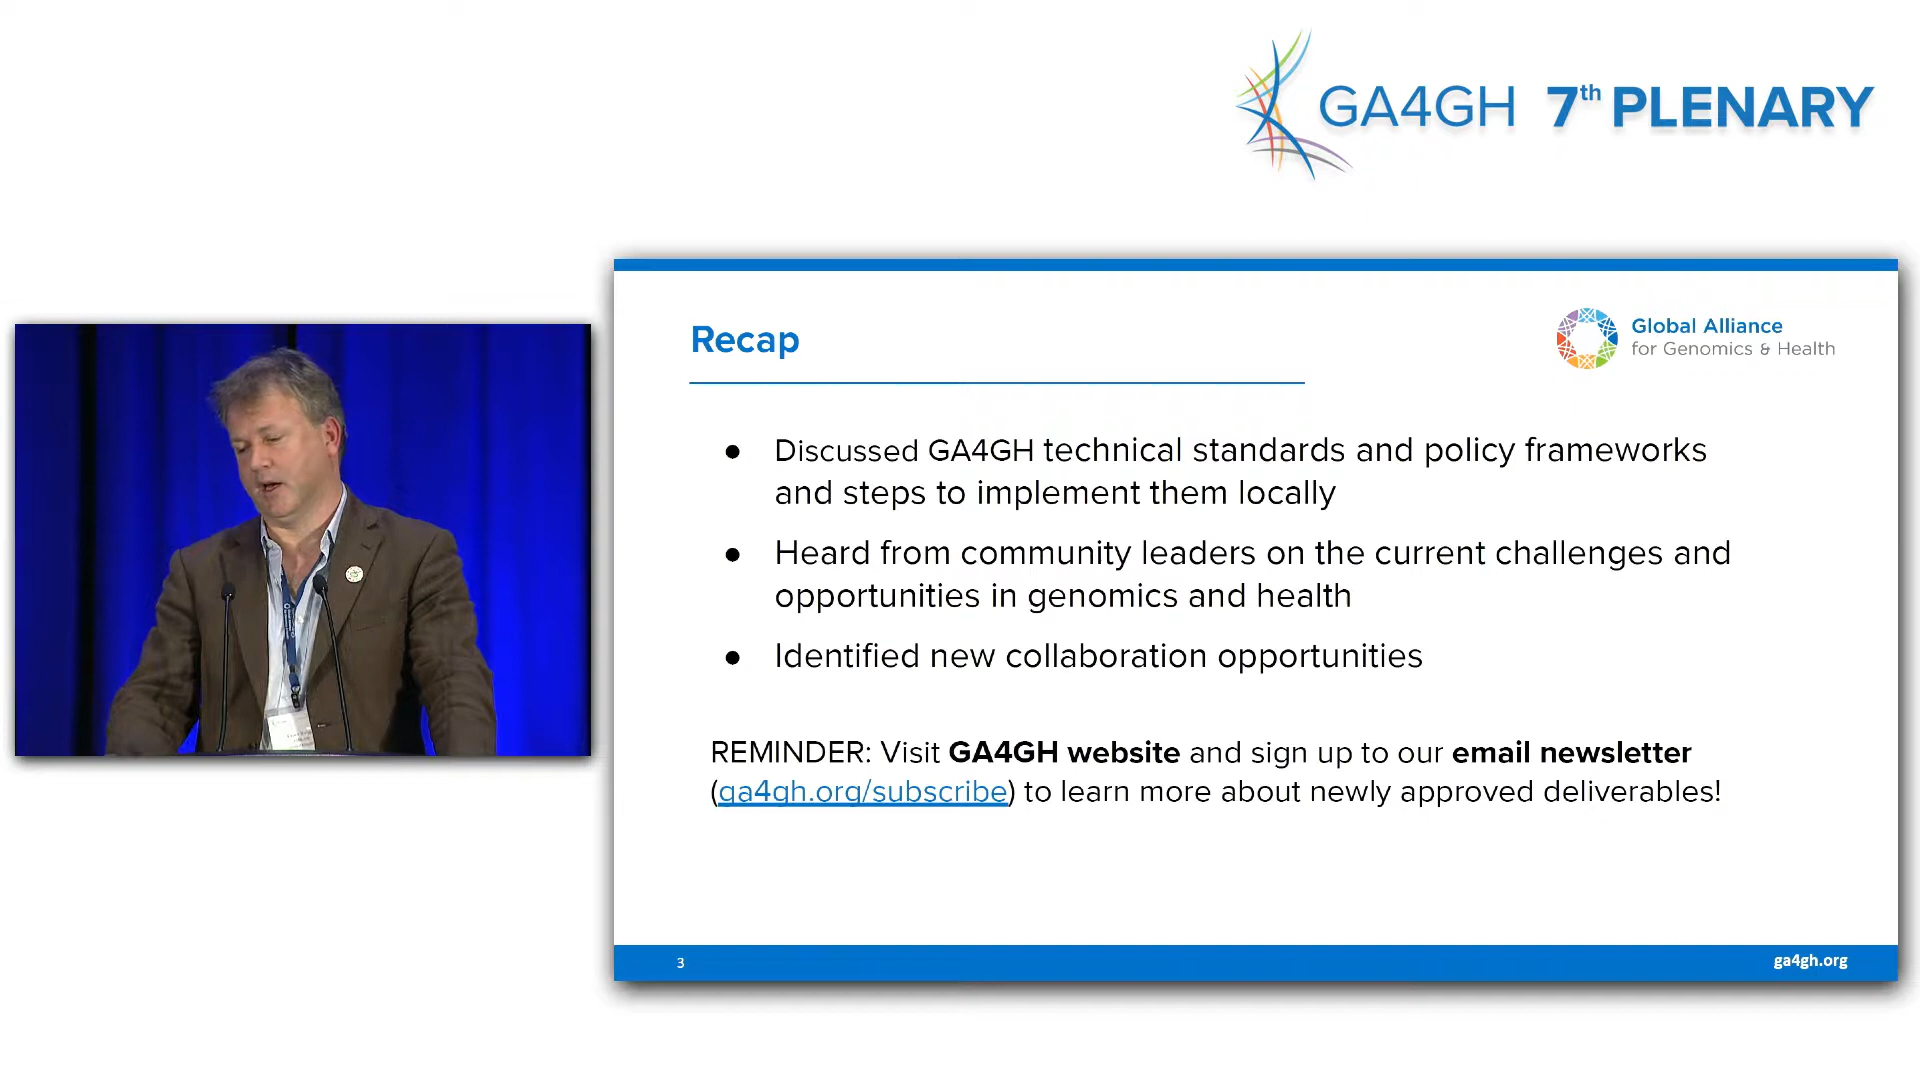 GA4GH 7th PLENARY
Recap
Global Alliance
for Genomics & Health
● Discussed GA4GH technical standards and policy frameworks
and steps to implement them locally
● Heard from community leaders on the current challenges and
opportunities in genomics and health
● Identified new collaboration opportunities
REMINDER: Visit GA4GH website and sign up to our email newsletter
(ga4gh.org/subscribe) to learn more about newly approved deliverables!
3
ga4gh.org